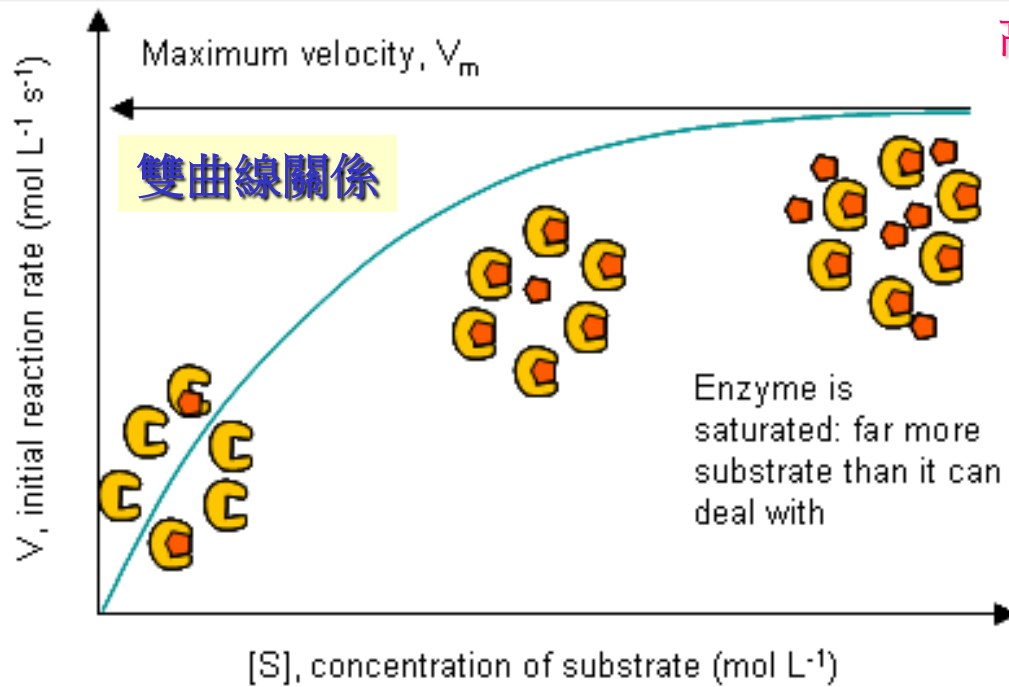 Maximum velocity, Vm
雙曲線關係
V, initial reaction rate (mol L-1 s-1)
Enzyme is
saturated: far more
substrate than it can
deal with
[S], concentration of substrate (mol L-1)